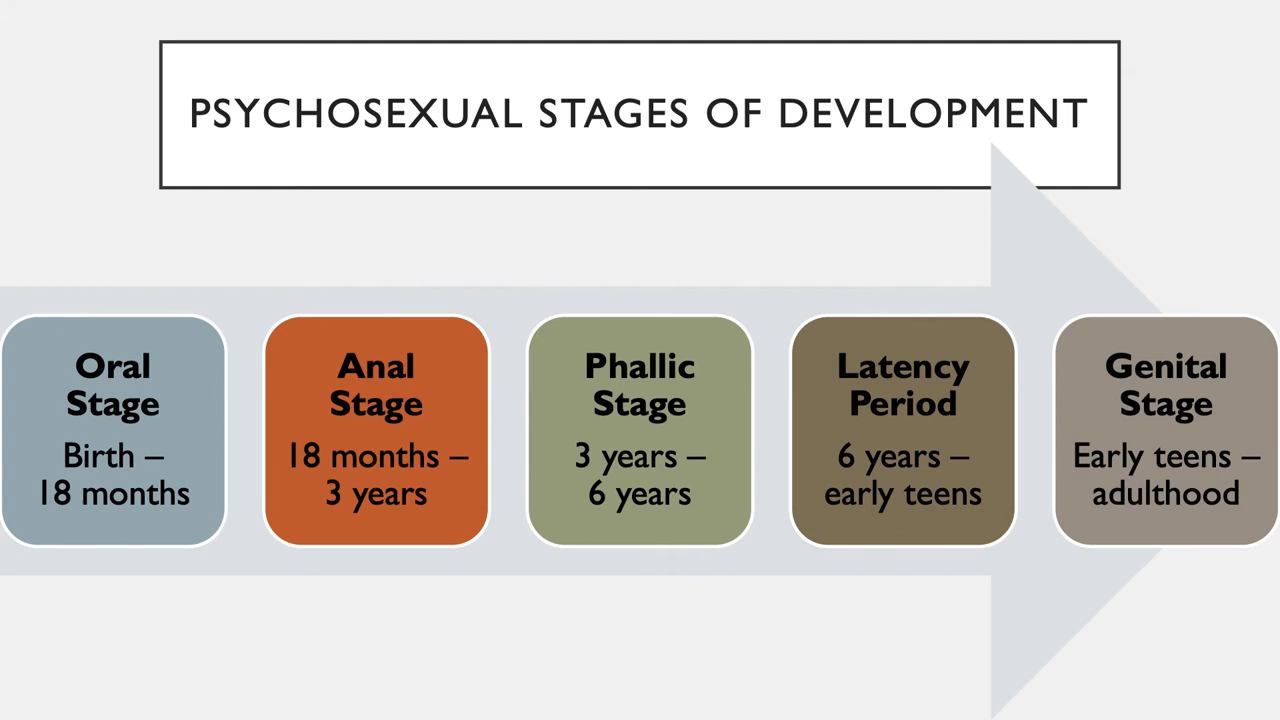 PSYCHOSEXUAL STAGES OF DEVELOPMENT
Oral
Stage
Birth –
18 months
Anal
Stage
18 months –
3 years
Phallic
Stage
3 years –
6 years
Latency
Period
6 years –
early teens
Genital
Stage
Early teens –
adulthood